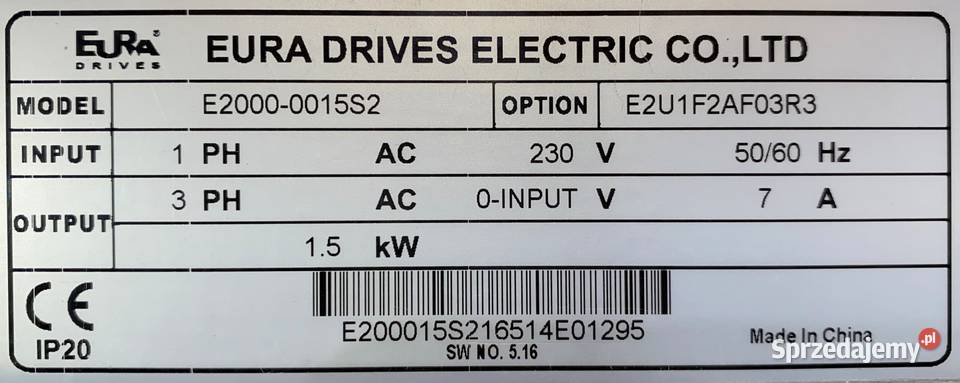 EURA® DRIVES ELECTRIC CO.,LTD
DRIVES
MODEL E2000-0015S2 OPTION E2U1F2AF03R3
INPUT 1 PH AC 230 V 50/60 Hz
OUTPUT 3 PH AC 0-INPUT V 7 A
1.5 kW
CE
IP20
E200015S216514E01295
SW NO. 5.16
Made In China
Sprzedajemy.pl